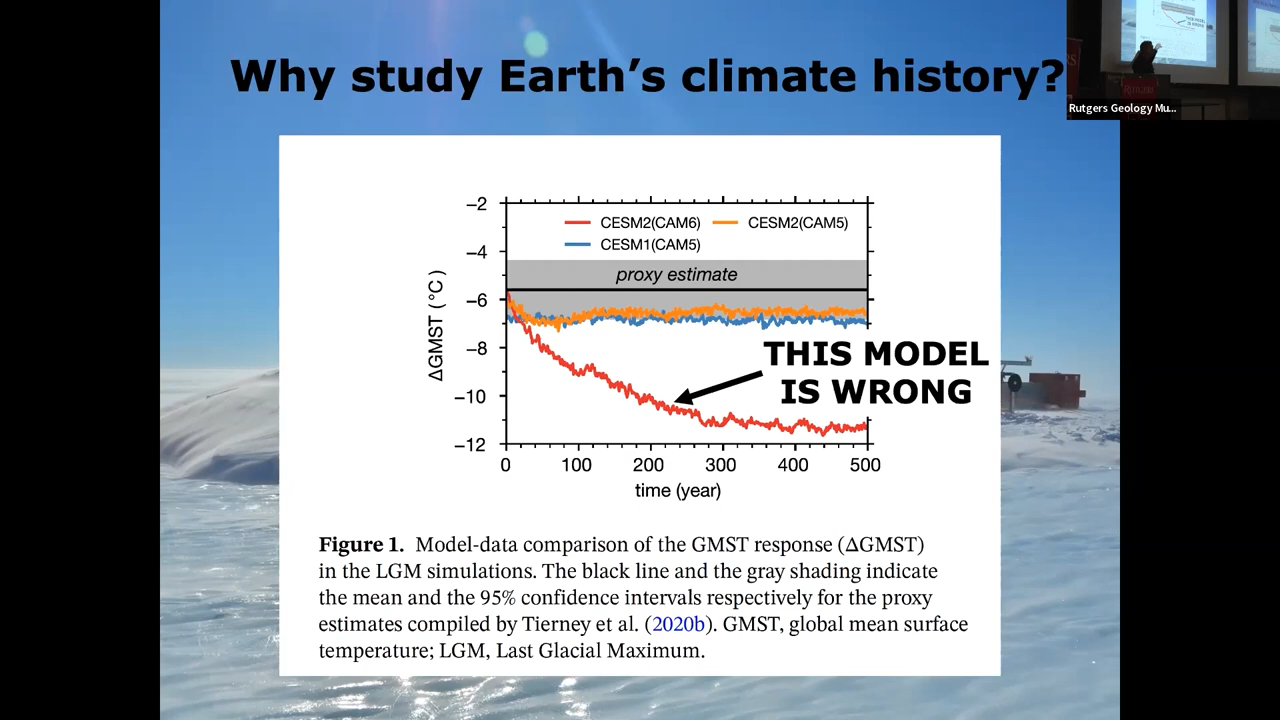 Why study Earth’s climate history?
Rutgers Geology Mu...
−2
−4
−6
−8
−10
−12
ΔGMST (°C)
CESM2(CAM6)
CESM2(CAM5)
CESM1(CAM5)
proxy estimate
THIS MODEL
IS WRONG
0
100
200
300
400
500
time (year)
Figure 1. Model-data comparison of the GMST response (ΔGMST)
in the LGM simulations. The black line and the gray shading indicate
the mean and the 95% confidence intervals respectively for the proxy
estimates compiled by Tierney et al. (2020b). GMST, global mean surface
temperature; LGM, Last Glacial Maximum.